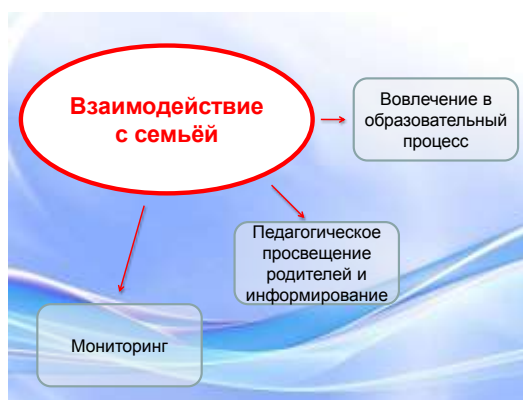 Взаимодействие
с семьёй
Вовлечение в
образовательный
процесс
Педагогическое
просвещение
родителей и
информирование
Мониторинг